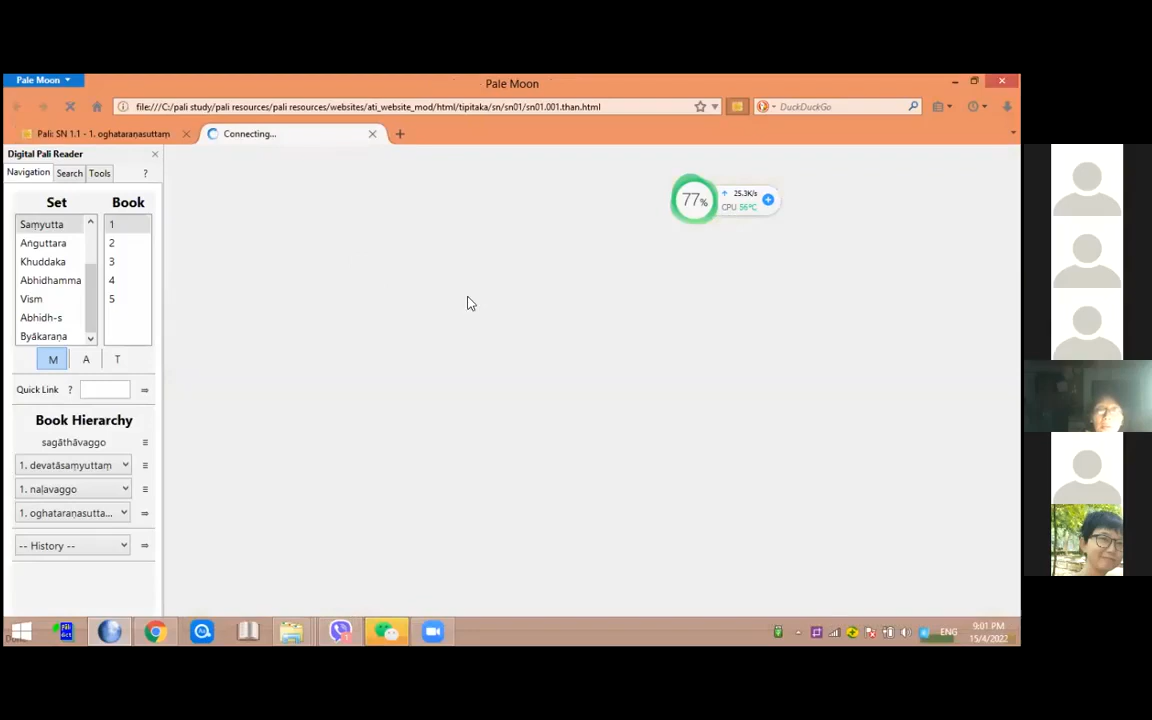 Pale Moon
Pale Moon
file:///C:/pali study/pali resources/pali resources/websites/ati_website_mod/html/tipitaka/sn/sn01/sn01.001.than.html
DuckDuckGo
Pali: SN 1.1 - 1. oghataraṇasuttaṃ
Connecting...
Digital Pali Reader
Navigation Search Tools ?
Set Book
Saṃyutta 1
Aṅguttara 2
Khuddaka 3
Abhidhamma 4
Vism 5
Abhidh-s
Byākaraṇa
M A T
Quick Link ?
Book Hierarchy
sagāthāvaggo
1. devatāsaṃyuttaṃ
1. naḷavaggo
1. oghataraṇasutta...
-- History --
77%
25.3K/s
CPU 56°C
ENG
9:01 PM
15/4/2022